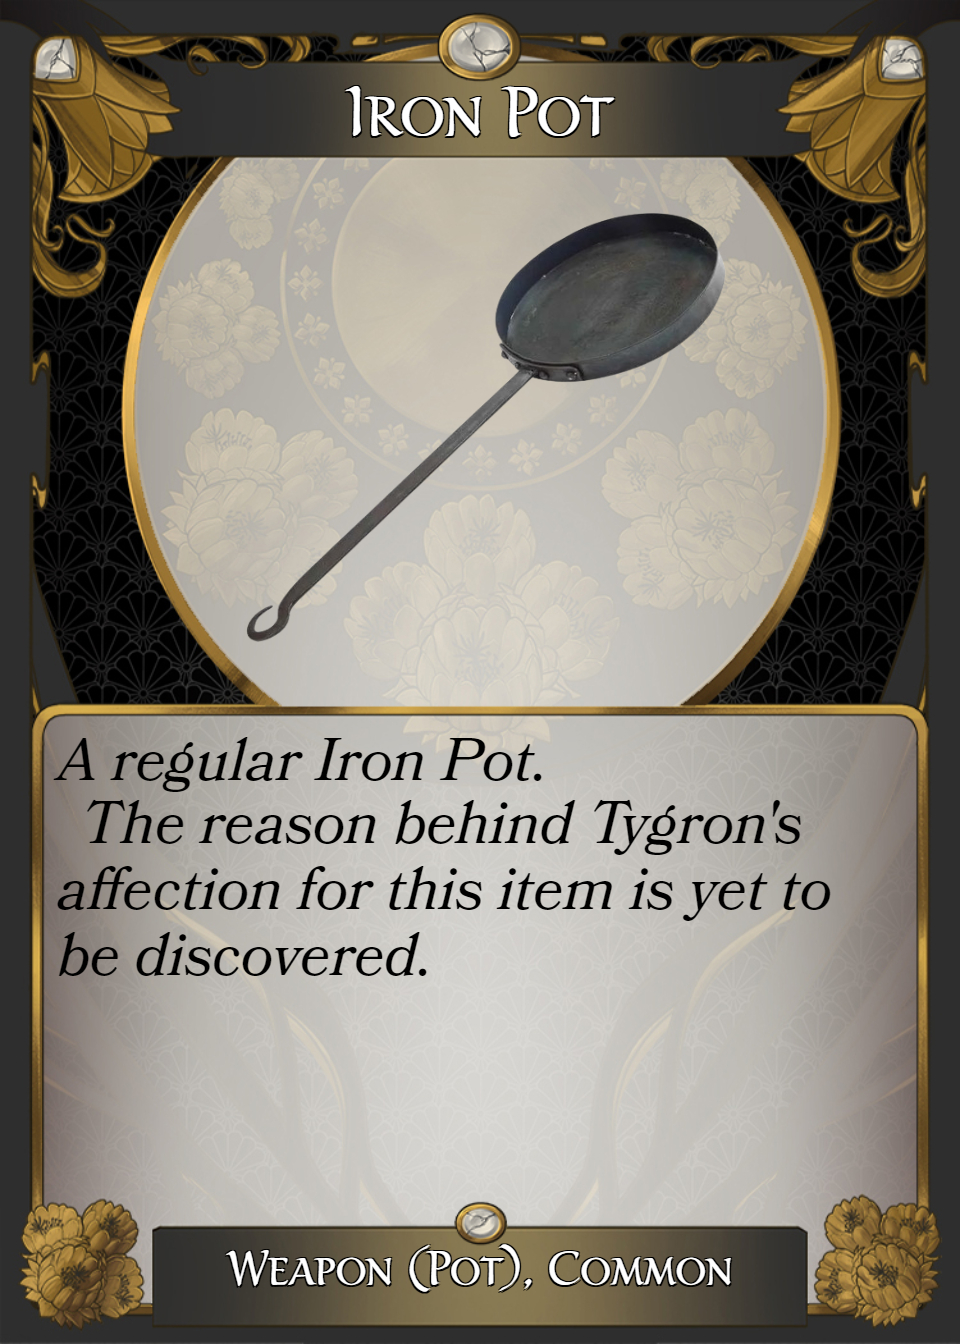 Iron Pot
A regular Iron Pot.
The reason behind Tygron's
affection for this item is yet to
be discovered.
Weapon (Pot), Common